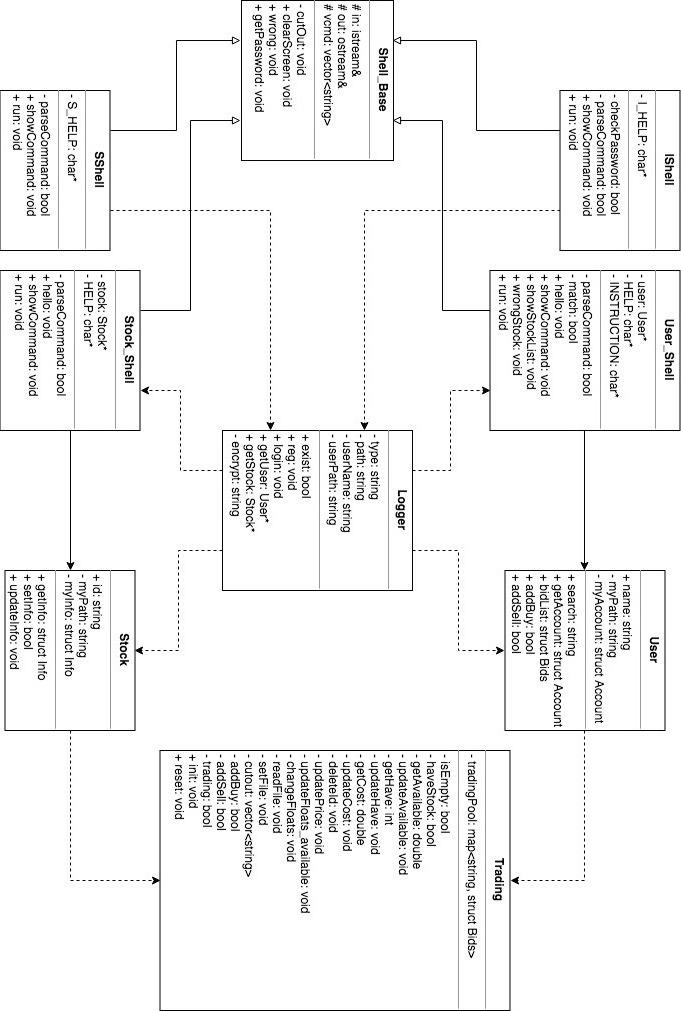 Shell_Base
# in: istream&
# out: ostream&
# vcmd: vector<string>
- cutOut: void
+ clearScreen: void
+ wrong: void
+ getPassword: void
IShell
- I_HELP: char*
- checkPassword: bool
- parseCommand: bool
+ showCommand: void
+ run: void
SShell
- S_HELP: char*
- parseCommand: bool
+ showCommand: void
+ run: void
User_Shell
- user: User*
- HELP: char*
- INSTRUCTION: char*
- parseCommand: bool
- match: bool
+ hello: void
+ showCommand: void
+ showStockList: void
+ wrongStock: void
+ run: void
Stock_Shell
- stock: Stock*
- HELP: char*
- parseCommand: bool
+ hello: void
+ showCommand: void
+ run: void
Logger
- type: string
- path: string
- userName: string
- userPath: string
+ exist: bool
+ reg: void
+ login: void
+ getUser: User*
+ getStock: Stock*
- encrypt: string
User
+ name: string
- myPath: string
- myAccount: struct Account
+ search: string
+ getAccount: struct Account
+ bidList: struct Bids
+ addBuy: bool
+ addSell: bool
Stock
+ id: string
- myPath: string
- myInfo: struct Info
+ getInfo: struct Info
+ setInfo: bool
+ updateInfo: void
Trading
- tradingPool: map<string, struct Bids>
- isEmpty: bool
- haveStock: bool
- getAvailable: double
- updateAvailable: void
- getHave: int
- updateHave: void
- getCost: double
- updateCost: void
- deleteId: void
- updatePrice: void
- updateFloats_available: void
- changeFloats: void
- readFile: void
- setFile: void
- cutout: vector<string>
- addBuy: bool
- addSell: bool
- trading: bool
+ init: void
+ reset: void